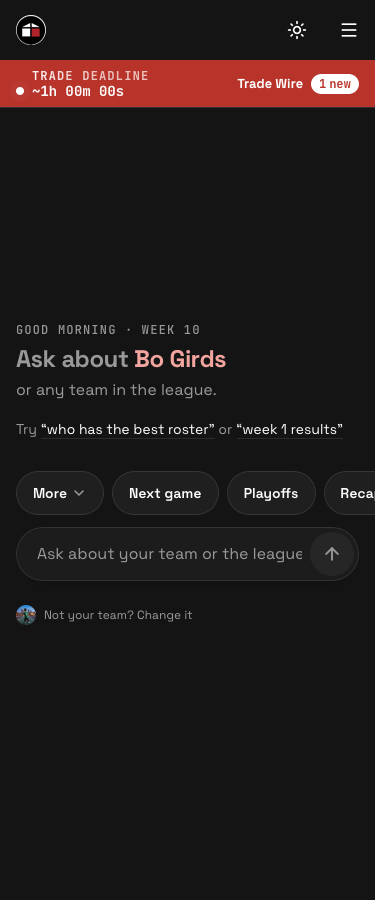 TRADE DEADLINE
~1h 00m 00s
Trade Wire 1 new
GOOD MORNING · WEEK 10
Ask about Bo Girds
or any team in the league.
Try “who has the best roster” or “week 1 results”
More Next game Playoffs Recap
Ask about your team or the league
Not your team? Change it